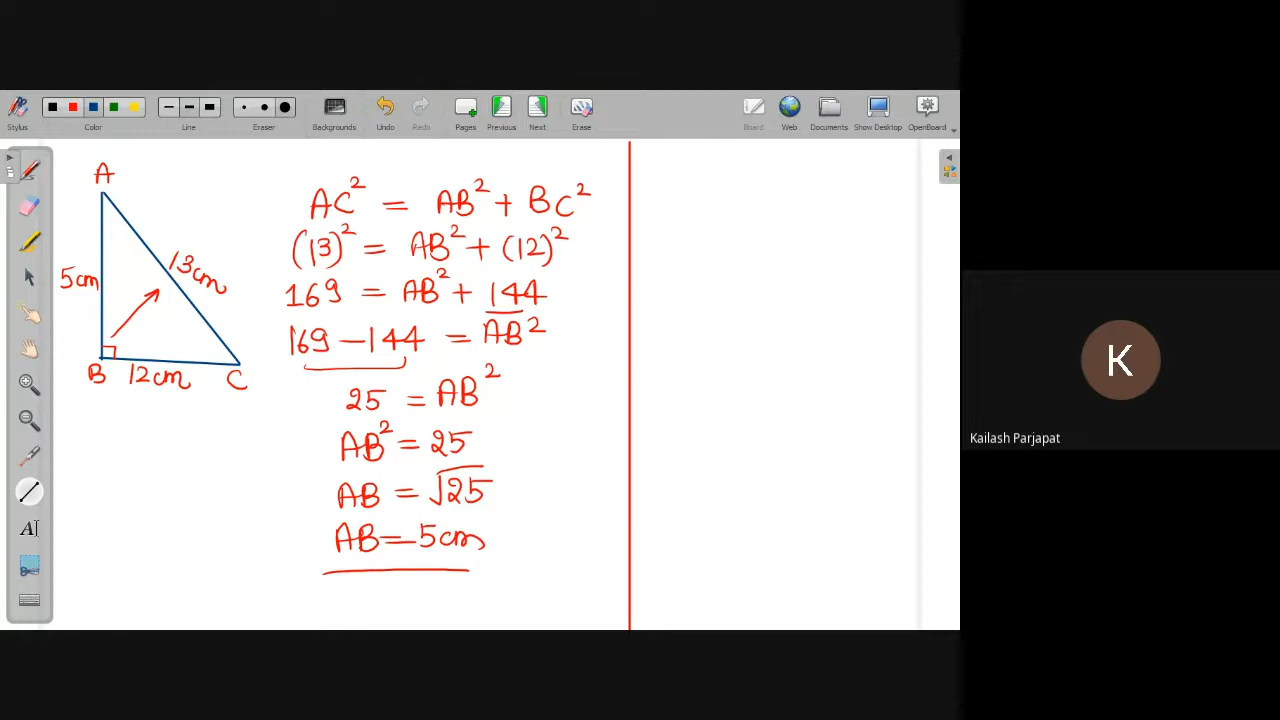 Stylus Color Line Eraser Backgrounds Undo Redo Pages Previous Next Erase Board Web Documents Show Desktop OpenBoard
A
5cm
13cm
B 12cm C
AC² = AB² + BC²
(13)² = AB² + (12)²
169 = AB² + 144
169 – 144 = AB²
25 = AB²
AB² = 25
AB = √25
AB = 5cm
A
K
Kailash Parjapat